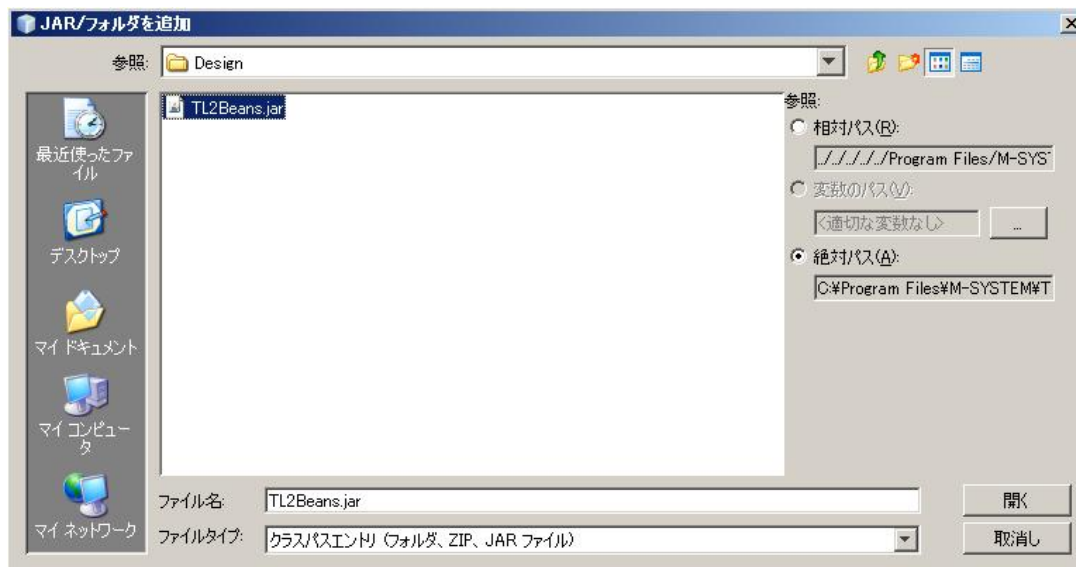 JAR/フォルダを追加
参照:
Design
最近使ったファ
イル
デスクトップ
マイ ドキュメント
マイ コンピュー
タ
マイ ネットワーク
TL2Beans.jar
参照:
相対パス(R):
../../../../../Program Files/M-SYS
変数のパス(V):
<適切な変数なし>
...
絶対パス(A):
C:¥Program Files¥M-SYSTEM¥T
ファイル名:
TL2Beans.jar
開く
ファイルタイプ:
クラスパスエントリ (フォルダ、ZIP、JAR ファイル)
取消し